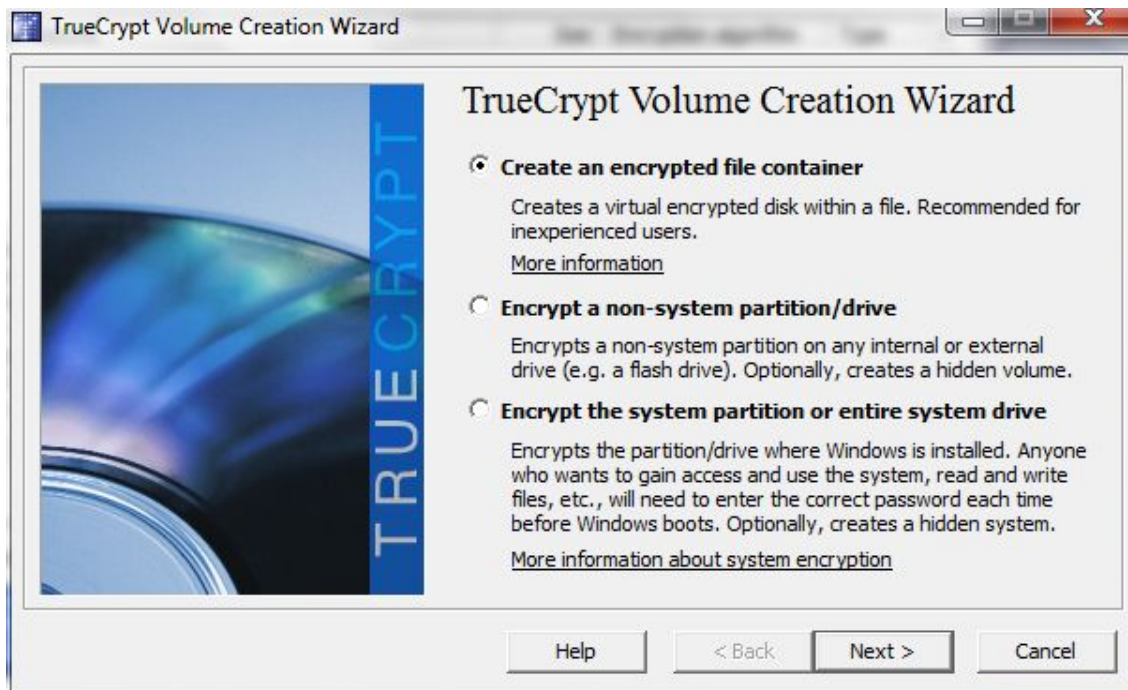 TrueCrypt Volume Creation Wizard
TrueCrypt Volume Creation Wizard
Create an encrypted file container
Creates a virtual encrypted disk within a file. Recommended for
inexperienced users.
More information
Encrypt a non-system partition/drive
Encrypts a non-system partition on any internal or external
drive (e.g. a flash drive). Optionally, creates a hidden volume.
Encrypt the system partition or entire system drive
Encrypts the partition/drive where Windows is installed. Anyone
who wants to gain access and use the system, read and write
files, etc., will need to enter the correct password each time
before Windows boots. Optionally, creates a hidden system.
More information about system encryption
TRUECRYPT
Help
< Back
Next >
Cancel